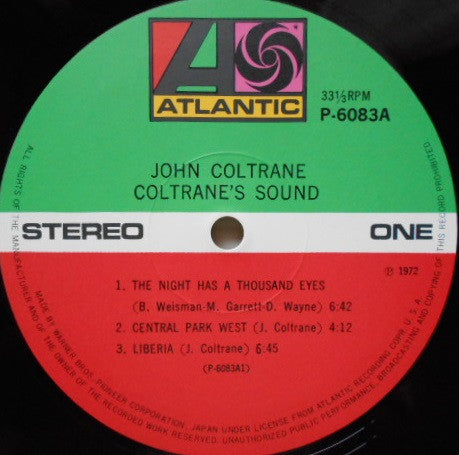 ATLANTIC
33⅓RPM
P-6083A
JOHN COLTRANE
COLTRANE'S SOUND
STEREO
ONE
℗ 1972
1. THE NIGHT HAS A THOUSAND EYES
(B. Weisman-M. Garrett-D. Wayne) 6:42
2. CENTRAL PARK WEST (J. Coltrane) 4:12
3. LIBERIA (J. Coltrane) 6:45
(P-6083A1)
ALL RIGHTS OF THE MANUFACTURER AND OF THE OWNER OF THE RECORDED WORK RESERVED. UNAUTHORIZED PUBLIC PERFORMANCE, BROADCASTING AND COPYING OF THIS RECORD PROHIBITED.
MADE BY WARNER BROS. PIONEER CORPORATION, JAPAN UNDER LICENSE FROM ATLANTIC RECORDING CORP. U.S.A.